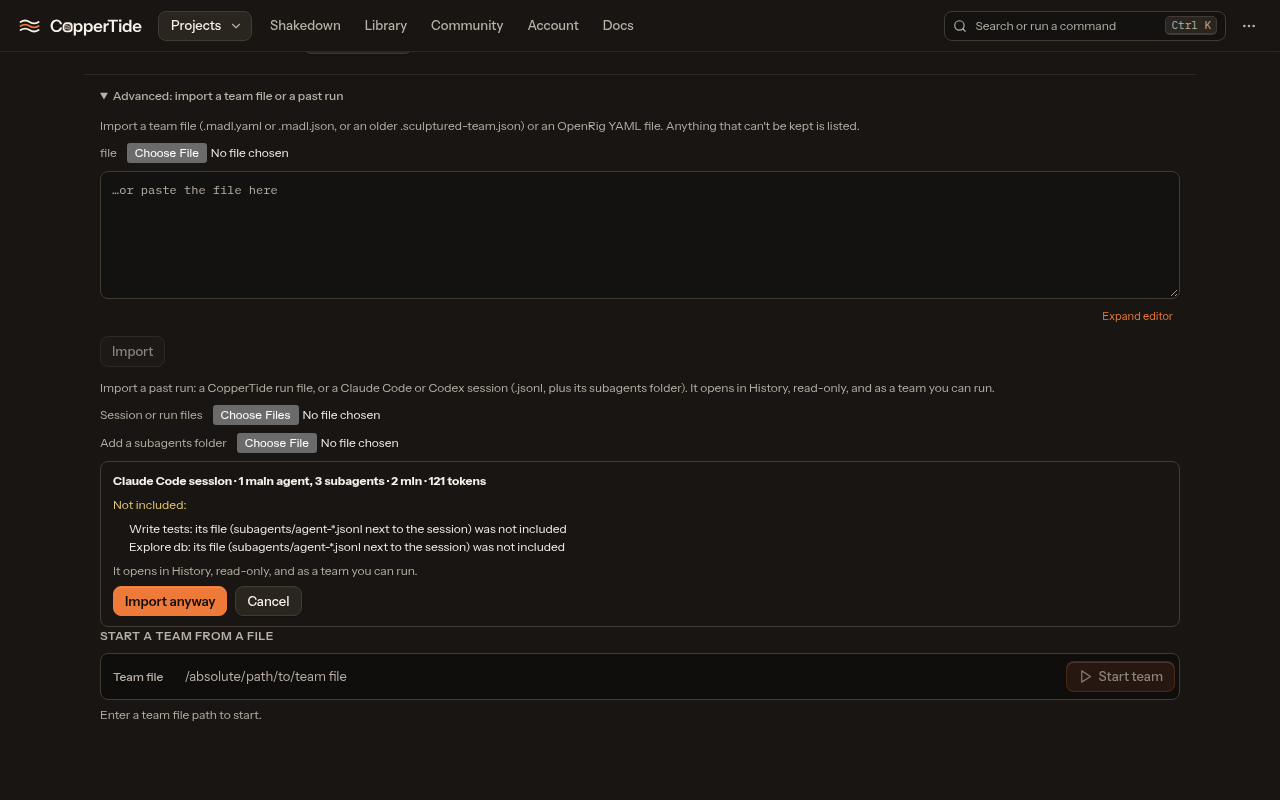 CopperTide
Projects
Shakedown
Library
Community
Account
Docs
Search or run a command
Ctrl K
Advanced: import a team file or a past run
Import a team file (.madl.yaml or .madl.json, or an older .sculptured-team.json) or an OpenRig YAML file. Anything that can't be kept is listed.
file Choose File No file chosen
…or paste the file here
Expand editor
Import
Import a past run: a CopperTide run file, or a Claude Code or Codex session (.jsonl, plus its subagents folder). It opens in History, read-only, and as a team you can run.
Session or run files Choose Files No file chosen
Add a subagents folder Choose File No file chosen
Claude Code session · 1 main agent, 3 subagents · 2 min · 121 tokens
Not included:
Write tests: its file (subagents/agent-*.jsonl next to the session) was not included
Explore db: its file (subagents/agent-*.jsonl next to the session) was not included
It opens in History, read-only, and as a team you can run.
Import anyway
Cancel
START A TEAM FROM A FILE
Team file /absolute/path/to/team file
Start team
Enter a team file path to start.